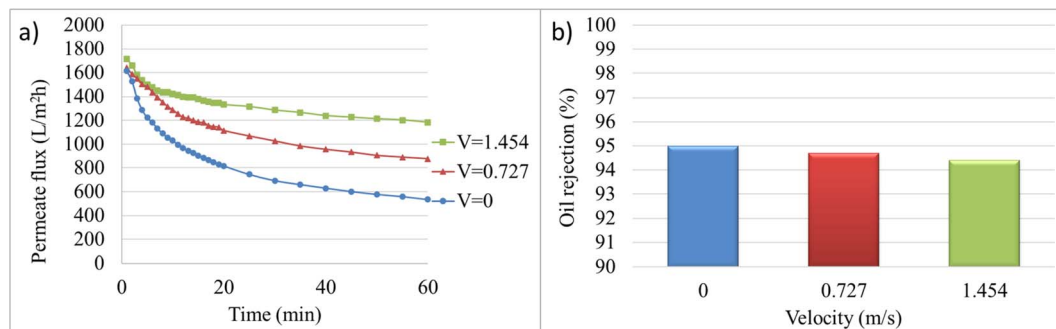 a)
2000
1800
1600
1400
1200
1000
800
600
400
200
0
Permeate flux (L/m²h)
0 20 40 60
Time (min)
V=1.454
V=0.727
V=0
b)
100
99
98
97
96
95
94
93
92
91
90
Oil rejection (%)
0 0.727 1.454
Velocity (m/s)